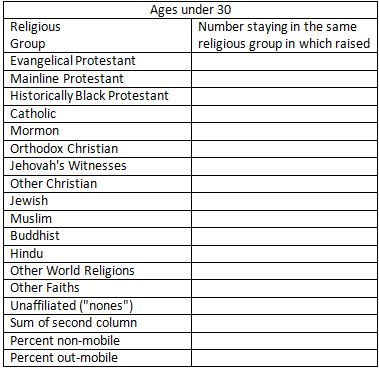 Ages under 30
Religious Group
Number staying in the same religious group in which raised
Evangelical Protestant
Mainline Protestant
Historically Black Protestant
Catholic
Mormon
Orthodox Christian
Jehovah's Witnesses
Other Christian
Jewish
Muslim
Buddhist
Hindu
Other World Religions
Other Faiths
Unaffiliated ("nones")
Sum of second column
Percent non-mobile
Percent out-mobile